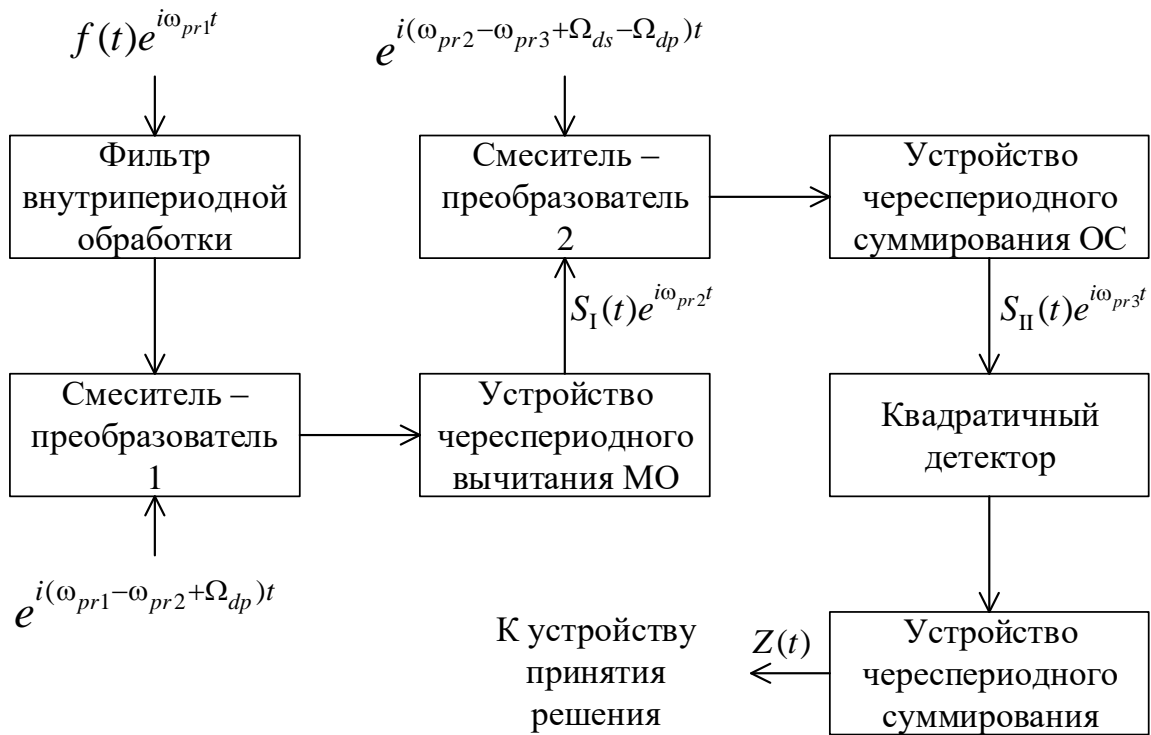 f(t)e^{iω_{pr1}t}
e^{i(ω_{pr2}−ω_{pr3}+Ω_{ds}−Ω_{dp})t}
Фильтр
внутрипериодной
обработки
Смеситель –
преобразователь
2
Устройство
череспериодного
суммирования ОС
S_I(t)e^{iω_{pr2}t}
S_{II}(t)e^{iω_{pr3}t}
Смеситель –
преобразователь
1
Устройство
череспериодного
вычитания МО
Квадратичный
детектор
e^{i(ω_{pr1}−ω_{pr2}+Ω_{dp})t}
К устройству
принятия
решения
Z(t)
Устройство
череспериодного
суммирования